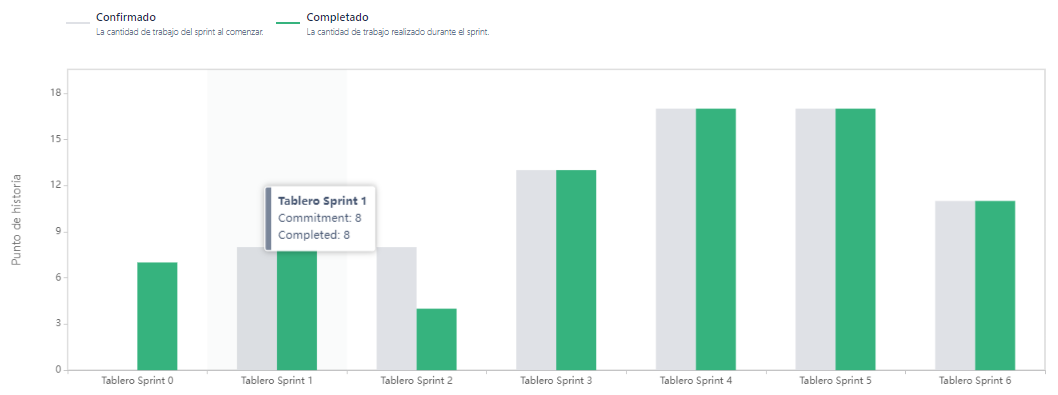 Confirmado
La cantidad de trabajo del sprint al comenzar.
Completado
La cantidad de trabajo realizado durante el sprint.
Punto de historia
18
15
12
9
6
3
0
Tablero Sprint 1
Commitment: 8
Completed: 8
Tablero Sprint 0
Tablero Sprint 1
Tablero Sprint 2
Tablero Sprint 3
Tablero Sprint 4
Tablero Sprint 5
Tablero Sprint 6